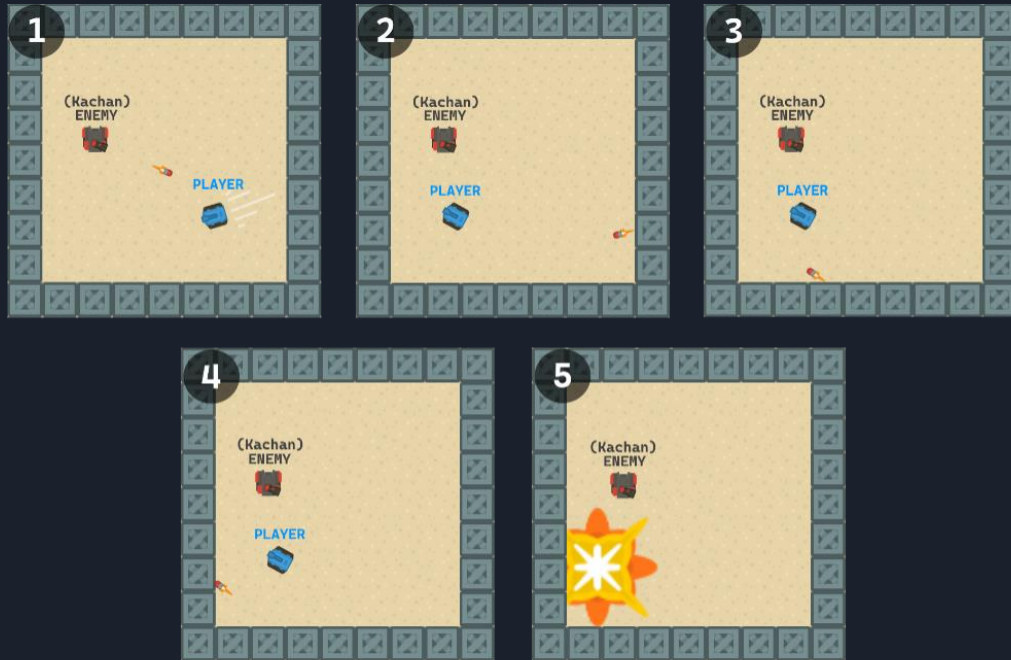 1
(Kachan)
ENEMY
PLAYER
2
(Kachan)
ENEMY
PLAYER
3
(Kachan)
ENEMY
PLAYER
4
(Kachan)
ENEMY
PLAYER
5
(Kachan)
ENEMY